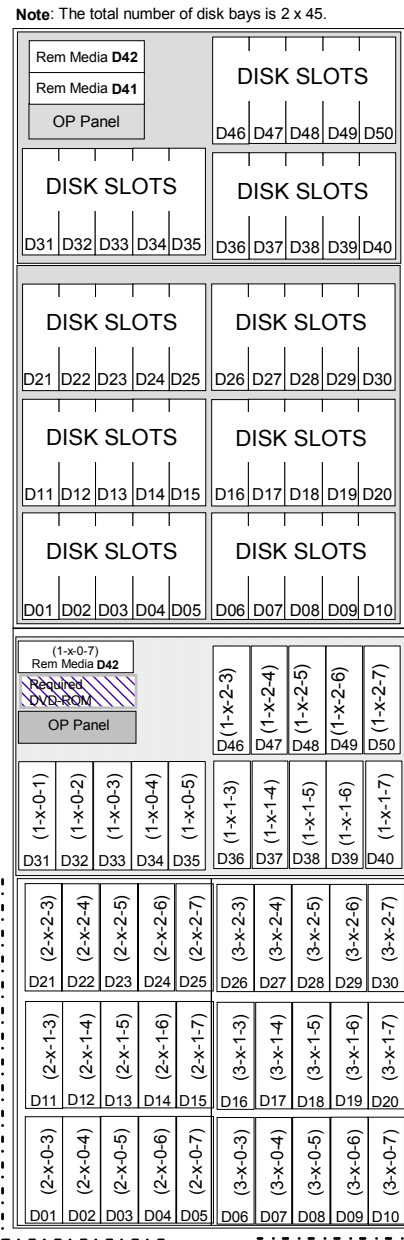 Note: The total number of disk bays is 2 x 45.
Rem Media D42
Rem Media D41
OP Panel
DISK SLOTS
D46 D47 D48 D49 D50
DISK SLOTS
D31 D32 D33 D34 D35
DISK SLOTS
D36 D37 D38 D39 D40
DISK SLOTS
D21 D22 D23 D24 D25
DISK SLOTS
D26 D27 D28 D29 D30
DISK SLOTS
D11 D12 D13 D14 D15
DISK SLOTS
D16 D17 D18 D19 D20
DISK SLOTS
D01 D02 D03 D04 D05
DISK SLOTS
D06 D07 D08 D09 D10
(1-x-0-7)
Rem Media D42
Required
DVD-ROM
OP Panel
(1-x-2-3) (1-x-2-4) (1-x-2-5) (1-x-2-6) (1-x-2-7)
D46 D47 D48 D49 D50
(1-x-0-1) (1-x-0-2) (1-x-0-3) (1-x-0-4) (1-x-0-5)
D31 D32 D33 D34 D35
(1-x-1-3) (1-x-1-4) (1-x-1-5) (1-x-1-6) (1-x-1-7)
D36 D37 D38 D39 D40
(2-x-2-3) (2-x-2-4) (2-x-2-5) (2-x-2-6) (2-x-2-7)
D21 D22 D23 D24 D25
(3-x-2-3) (3-x-2-4) (3-x-2-5) (3-x-2-6) (3-x-2-7)
D26 D27 D28 D29 D30
(2-x-1-3) (2-x-1-4) (2-x-1-5) (2-x-1-6) (2-x-1-7)
D11 D12 D13 D14 D15
(3-x-1-3) (3-x-1-4) (3-x-1-5) (3-x-1-6) (3-x-1-7)
D16 D17 D18 D19 D20
(2-x-0-3) (2-x-0-4) (2-x-0-5) (2-x-0-6) (2-x-0-7)
D01 D02 D03 D04 D05
(3-x-0-3) (3-x-0-4) (3-x-0-5) (3-x-0-6) (3-x-0-7)
D06 D07 D08 D09 D10